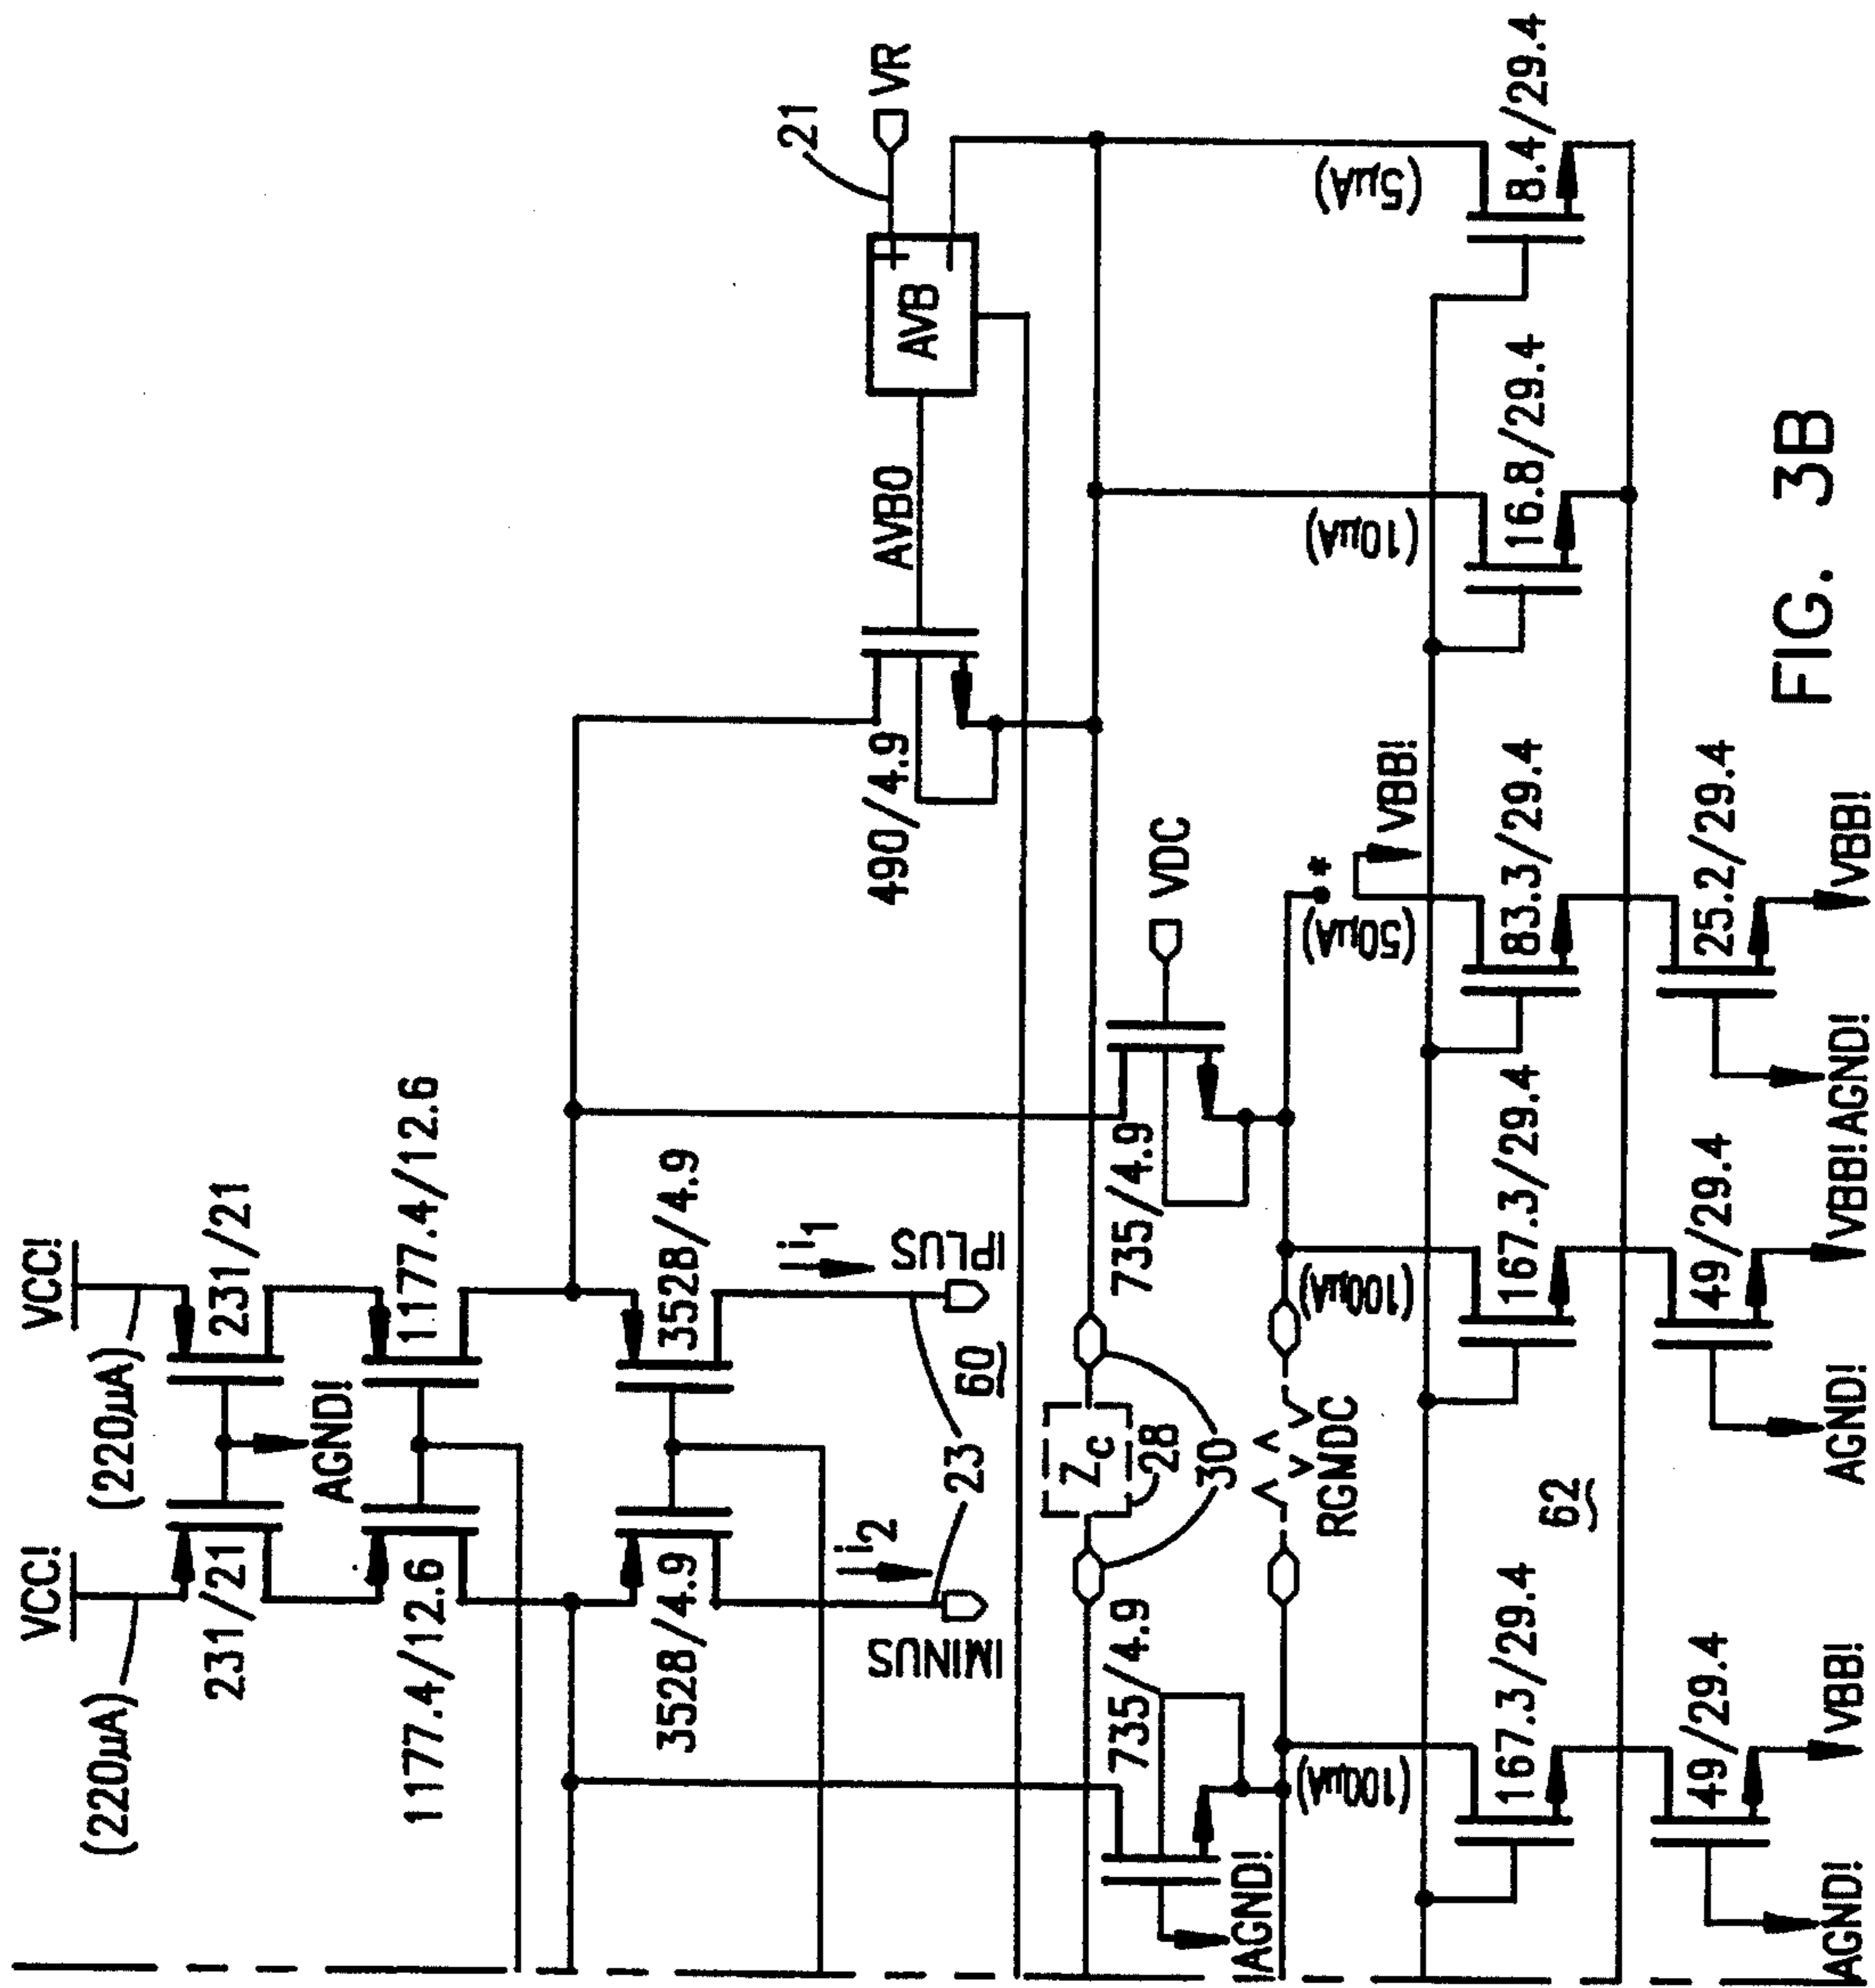 VCC!
VCC!
(220µA)
(220µA)
231/21
231/21
AGND!
1177.4/12.6
1177.4/12.6
3528/4.9
3528/4.9
i2
i1
IMINUS
IPLUS
23
60
21
VR
+
−
AVB
AVBO
490/4.9
735/4.9
735/4.9
AGND!
Zc
28
30
RGMDC
VDC
*
VBB!
(100µA)
(100µA)
(50µA)
(10µA)
(5µA)
167.3/29.4
167.3/29.4
83.3/29.4
16.8/29.4
8.4/29.4
62
49/29.4
49/29.4
25.2/29.4
AGND!
VBB!
AGND!
VBB!
AGND!
VBB!
FIG. 3B